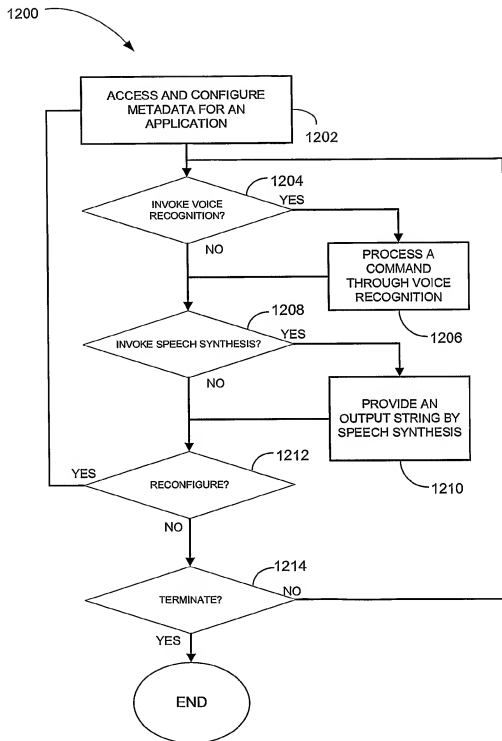 1200
ACCESS AND CONFIGURE
METADATA FOR AN
APPLICATION
1202
1204
INVOKE VOICE
RECOGNITION?
YES
NO
PROCESS A
COMMAND
THROUGH VOICE
RECOGNITION
1206
1208
INVOKE SPEECH SYNTHESIS?
YES
NO
PROVIDE AN
OUTPUT STRING BY
SPEECH SYNTHESIS
1210
1212
YES
RECONFIGURE?
NO
1214
TERMINATE?
NO
YES
END